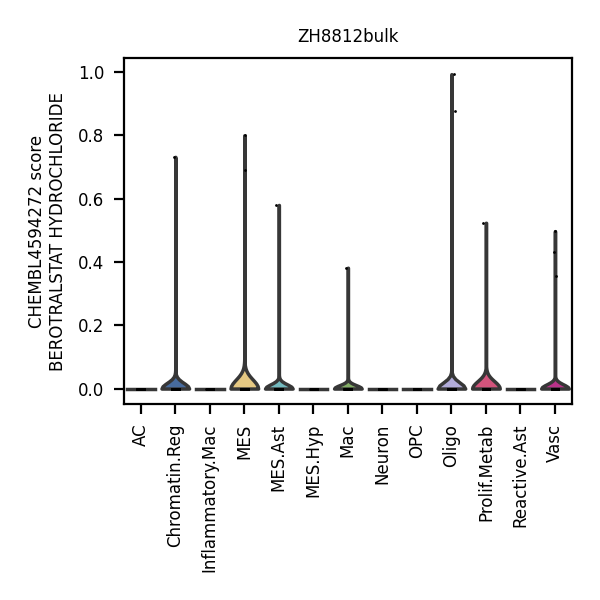 ZH8812bulk
CHEMBL4594272 score
BEROTRALSTAT HYDROCHLORIDE
1.0
0.8
0.6
0.4
0.2
0.0
AC
Chromatin.Reg
Inflammatory.Mac
MES
MES.Ast
MES.Hyp
Mac
Neuron
OPC
Oligo
Prolif.Metab
Reactive.Ast
Vasc